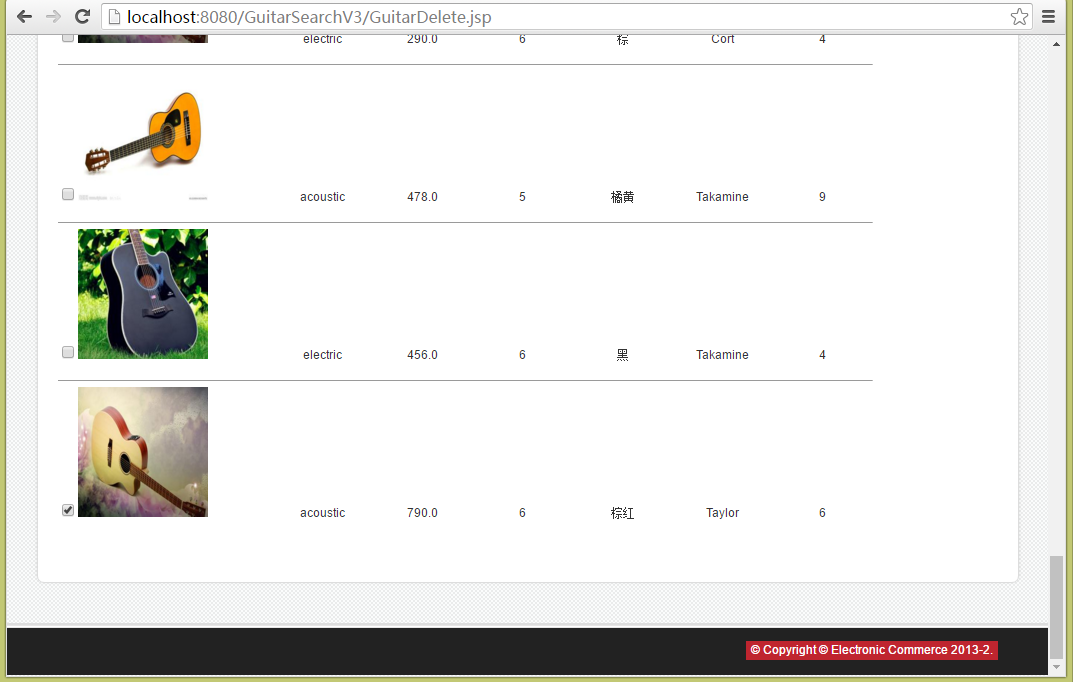 localhost:8080/GuitarSearchV3/GuitarDelete.jsp
electric 290.0 6 棕 Cort 4
acoustic 478.0 5 橘黄 Takamine 9
electric 456.0 6 黑 Takamine 4
acoustic 790.0 6 棕红 Taylor 6
© Copyright © Electronic Commerce 2013-2.